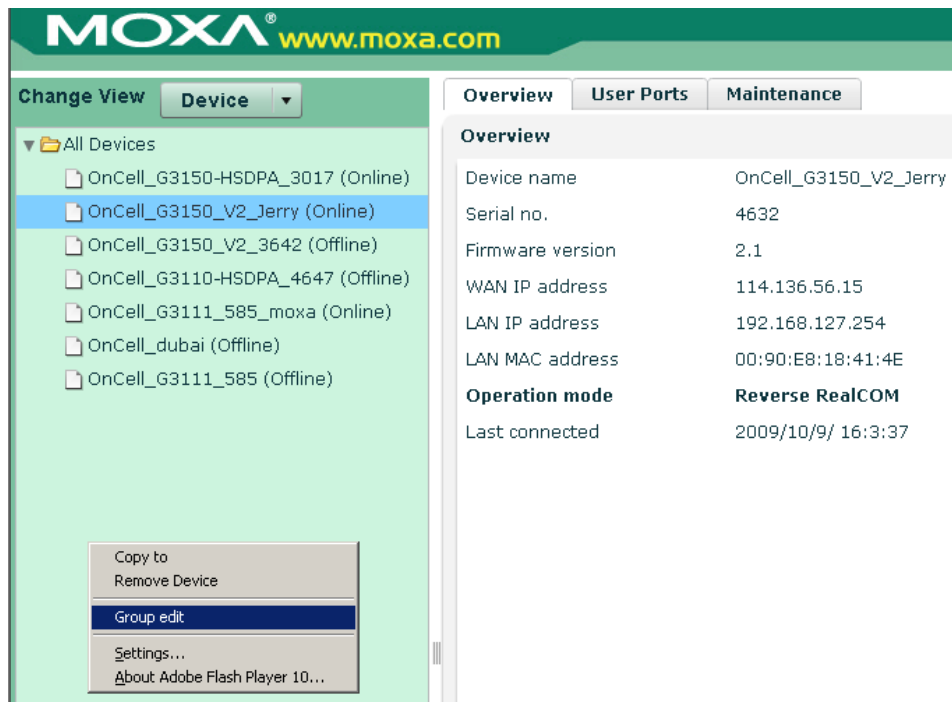 MOXA® www.moxa.com
Change View Device
All Devices
OnCell_G3150-HSDPA_3017 (Online)
OnCell_G3150_V2_Jerry (Online)
OnCell_G3150_V2_3642 (Offline)
OnCell_G3110-HSDPA_4647 (Offline)
OnCell_G3111_585_moxa (Online)
OnCell_dubai (Offline)
OnCell_G3111_585 (Offline)
Copy to
Remove Device
Group edit
Settings...
About Adobe Flash Player 10...
Overview User Ports Maintenance
Overview
Device name OnCell_G3150_V2_Jerry
Serial no. 4632
Firmware version 2.1
WAN IP address 114.136.56.15
LAN IP address 192.168.127.254
LAN MAC address 00:90:E8:18:41:4E
Operation mode Reverse RealCOM
Last connected 2009/10/9/ 16:3:37